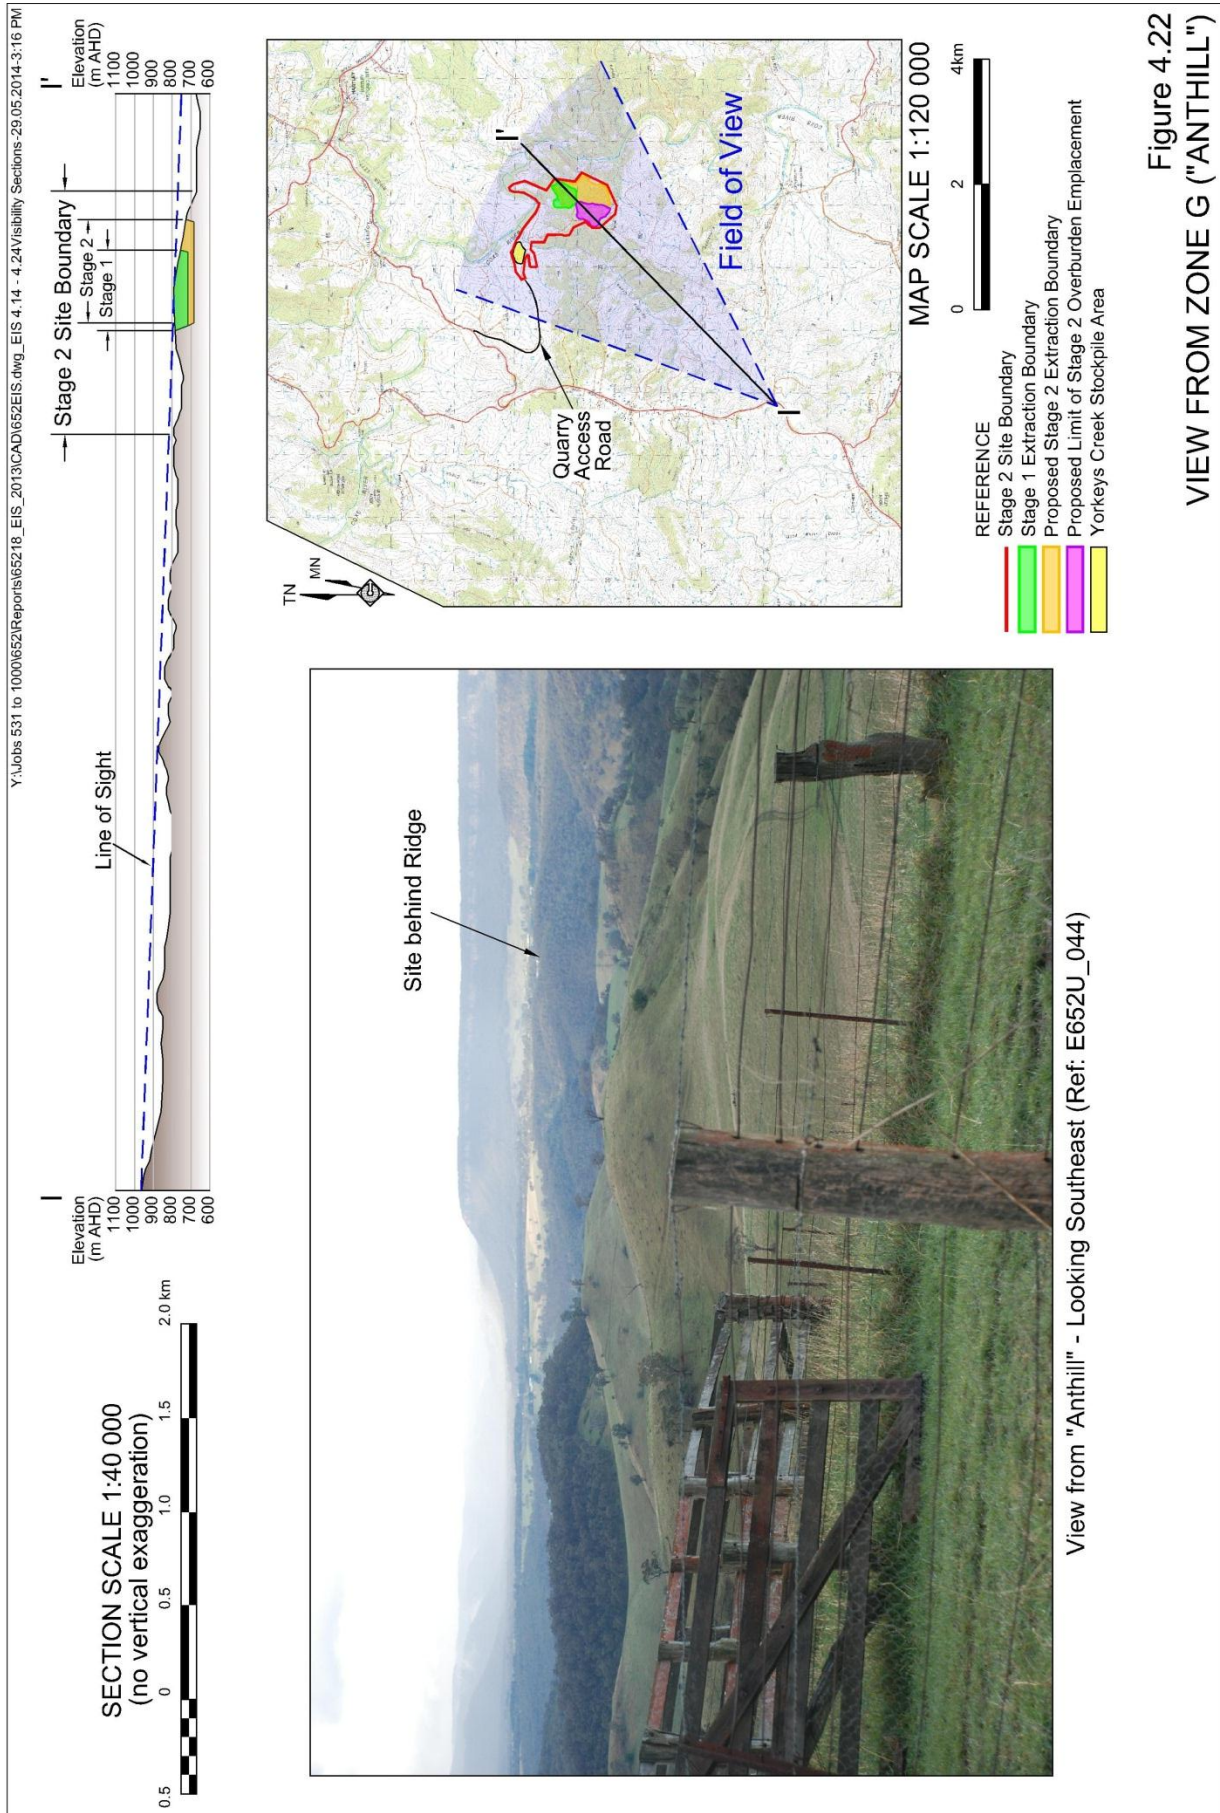 Y:\Jobs 531 to 1000\652\Reports\65218_EIS_2013\CAD\652EIS.dwg_EIS 4.14 - 4.24Visibility Sections-29.05.2014-3:16 PM
SECTION SCALE 1:40 000
(no vertical exaggeration)
0.5
0
0.5
1.0
1.5
2.0 km
I
Elevation
(m AHD)
1100
1000
900
800
700
600
Line of Sight
Stage 2 Site Boundary
Stage 2
Stage 1
I'
Elevation
(m AHD)
1100
1000
900
800
700
600
Site behind Ridge
View from "Anthill" - Looking Southeast (Ref: E652U_044)
TN
MN
Quarry
Access
Road
I
I'
Field of View
MAP SCALE 1:120 000
0
2
4km
REFERENCE
Stage 2 Site Boundary
Stage 1 Extraction Boundary
Proposed Stage 2 Extraction Boundary
Proposed Limit of Stage 2 Overburden Emplacement
Yorkeys Creek Stockpile Area
Figure 4.22
VIEW FROM ZONE G ("ANTHILL")